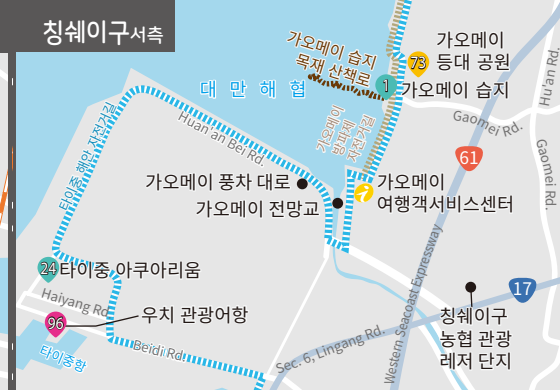 칭쉐이구서측
가오메이 습지
목재 산책로
73
가오메이
등대 공원
1
가오메이 습지
대만해협
Huan'an Bei Rd.
타이중 해안 자전거길
가오메이
방파제
자전거길
Gaomei Rd.
Hu'an Rd.
Gaomei Rd.
61
가오메이 풍차 대로
가오메이 전망교
가오메이
여행객서비스센터
24
타이중 아쿠아리움
Haiyang Rd.
96
우치 관광어항
타이중항
Beidi Rd.
Sec. 6, Lingang Rd.
Western Seacoast Expressway
17
칭쉐이구
농협 관광
레저 단지